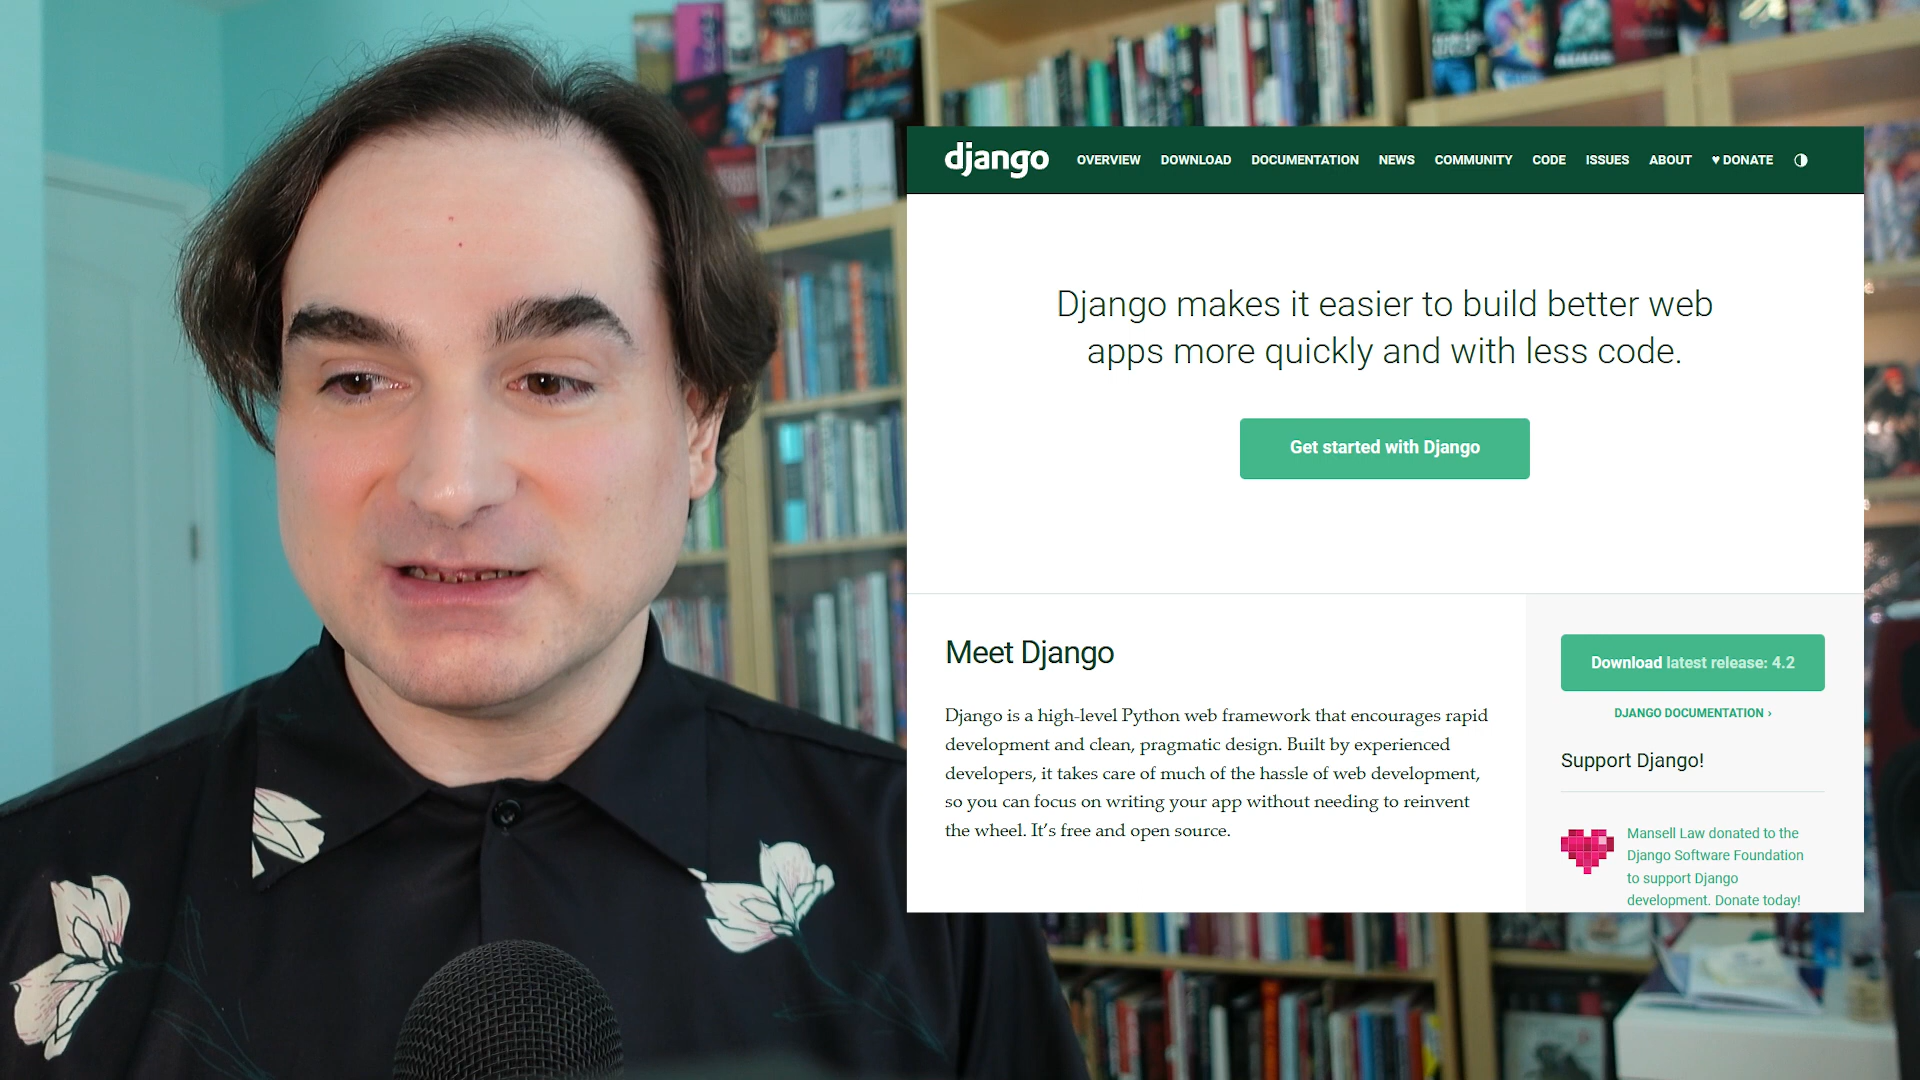 django OVERVIEW DOWNLOAD DOCUMENTATION NEWS COMMUNITY CODE ISSUES ABOUT ♥ DONATE
Django makes it easier to build better web
apps more quickly and with less code.
Get started with Django
Meet Django
Django is a high-level Python web framework that encourages rapid
development and clean, pragmatic design. Built by experienced
developers, it takes care of much of the hassle of web development,
so you can focus on writing your app without needing to reinvent
the wheel. It’s free and open source.
Download latest release: 4.2
DJANGO DOCUMENTATION ›
Support Django!
Mansell Law donated to the
Django Software Foundation
to support Django
development. Donate today!